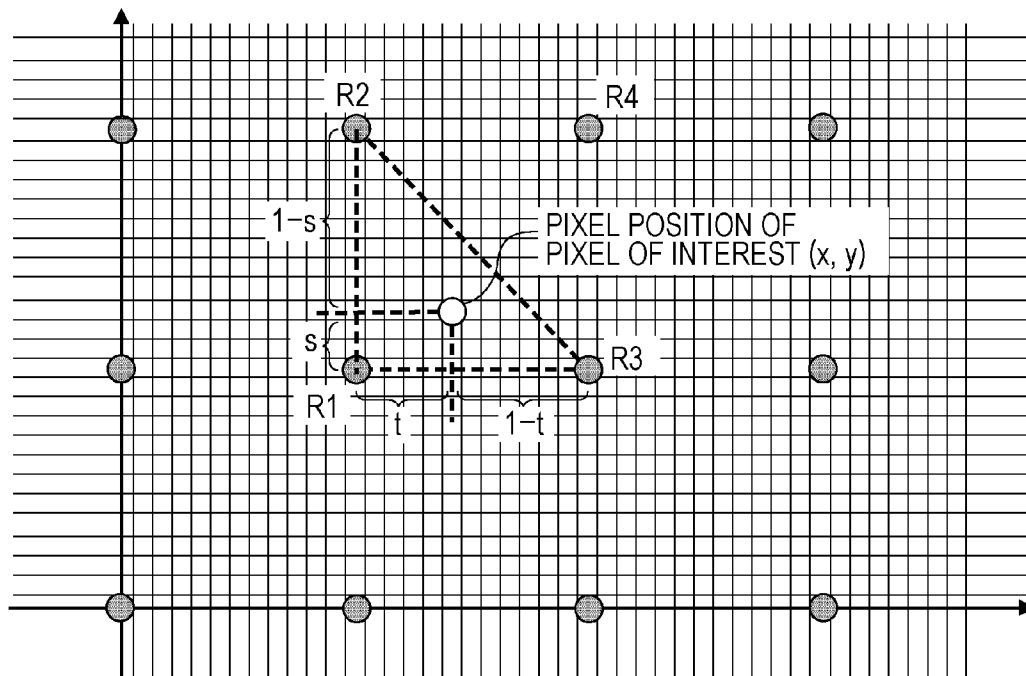 R2
R4
1-s
PIXEL POSITION OF
PIXEL OF INTEREST (x, y)
s
R3
R1
t
1-t